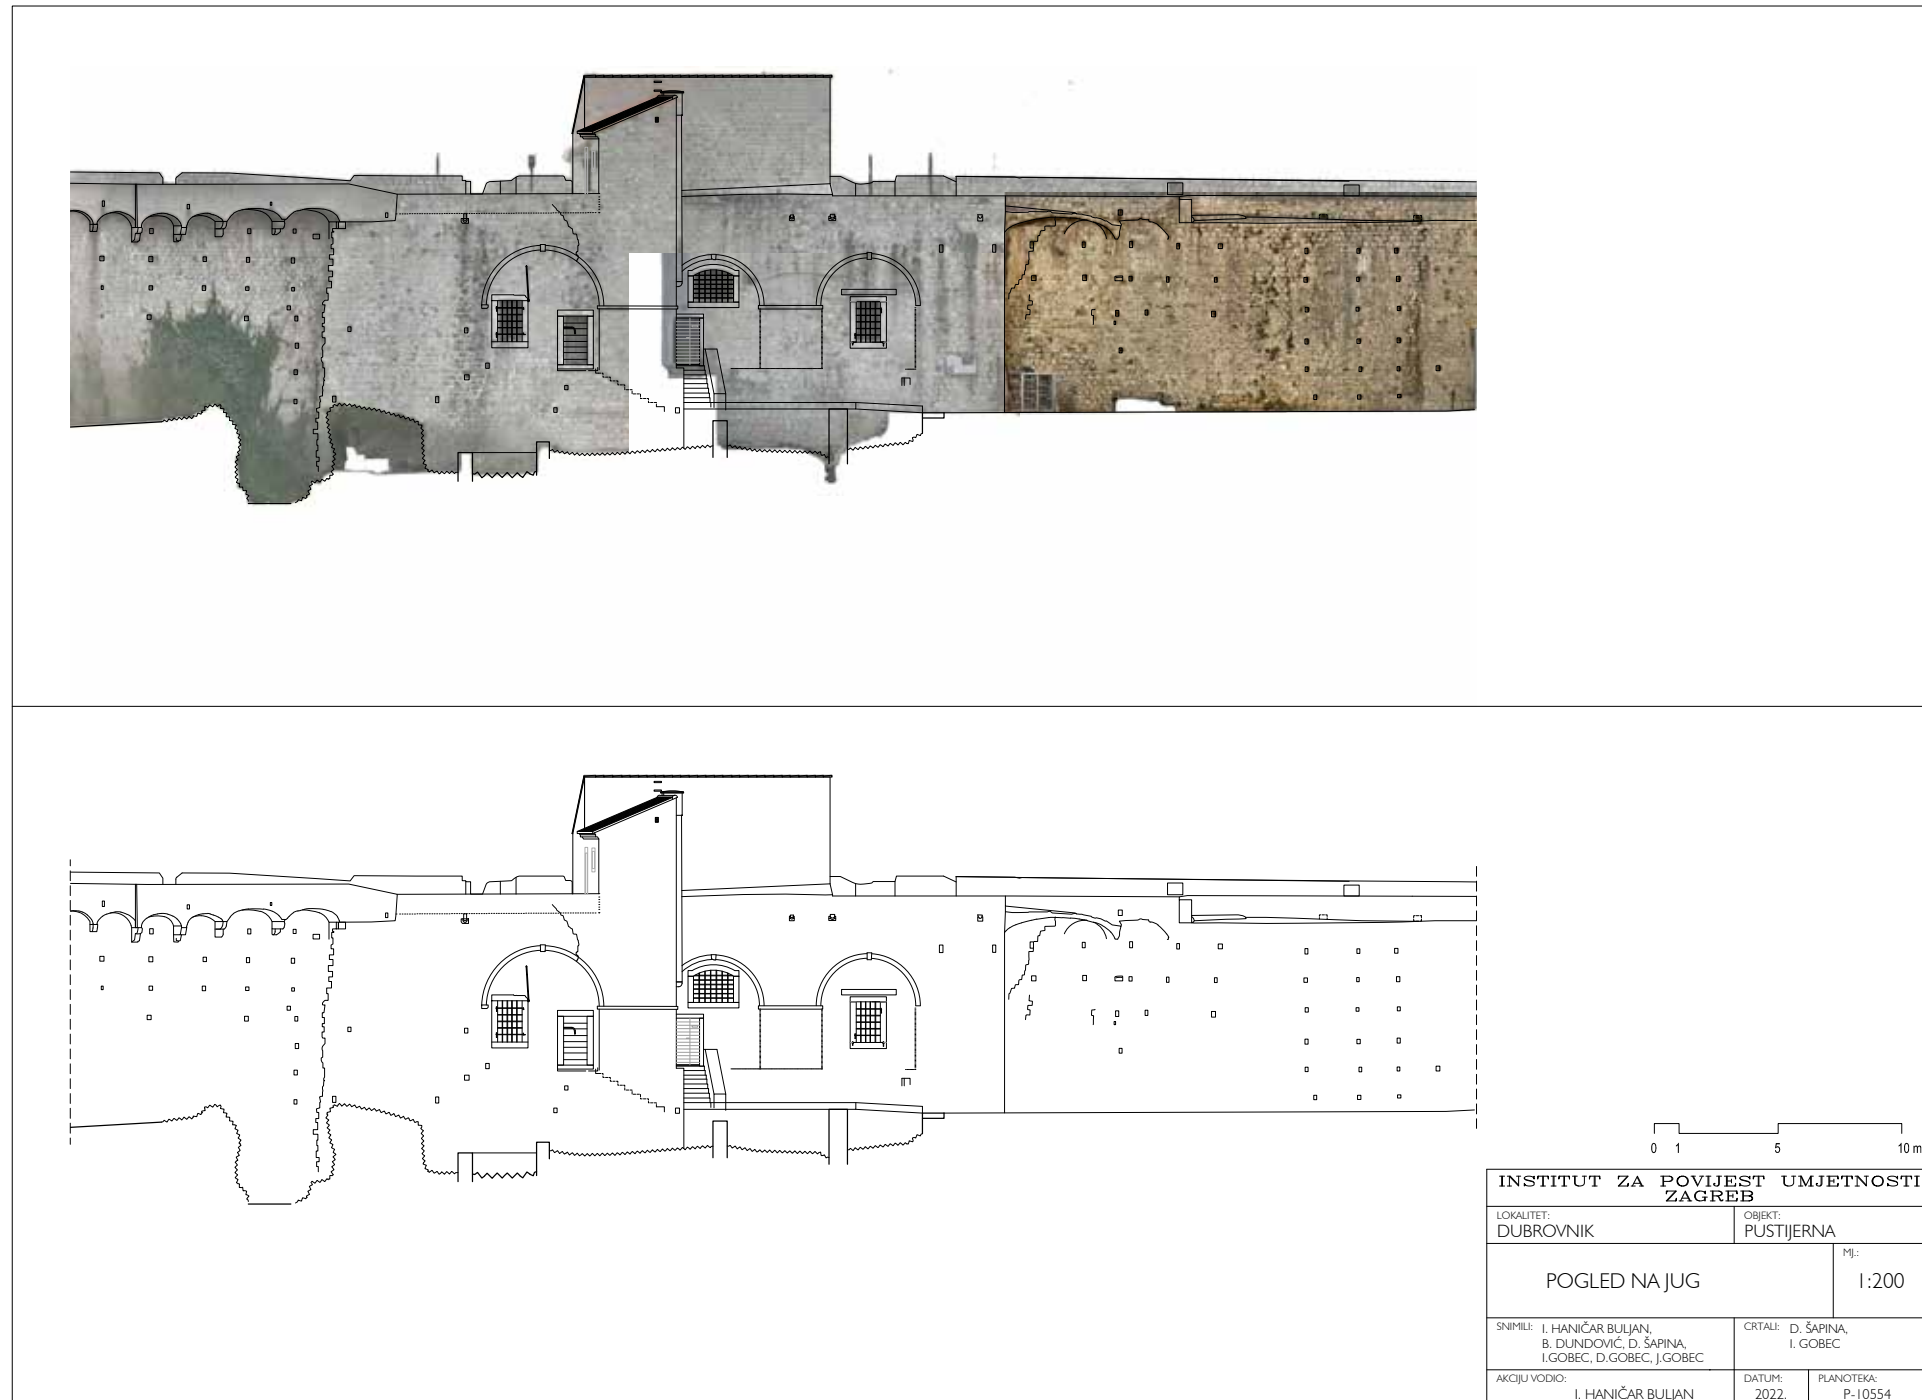 0 1 5 10 m
INSTITUT ZA POVIJEST UMJETNOSTI
ZAGREB
LOKALITET:
DUBROVNIK
OBJEKT:
PUSTIJERNA
POGLED NA JUG
MJ.:
1:200
SNIMILI: I. HANIČAR BULJAN,
B. DUNDOVIĆ, D. ŠAPINA,
I.GOBEC, D.GOBEC, J.GOBEC
CRTALI: D. ŠAPINA,
I. GOBEC
AKCIJU VODIO:
I. HANIČAR BULJAN
DATUM:
2022.
PLANOTEKA:
P-10554